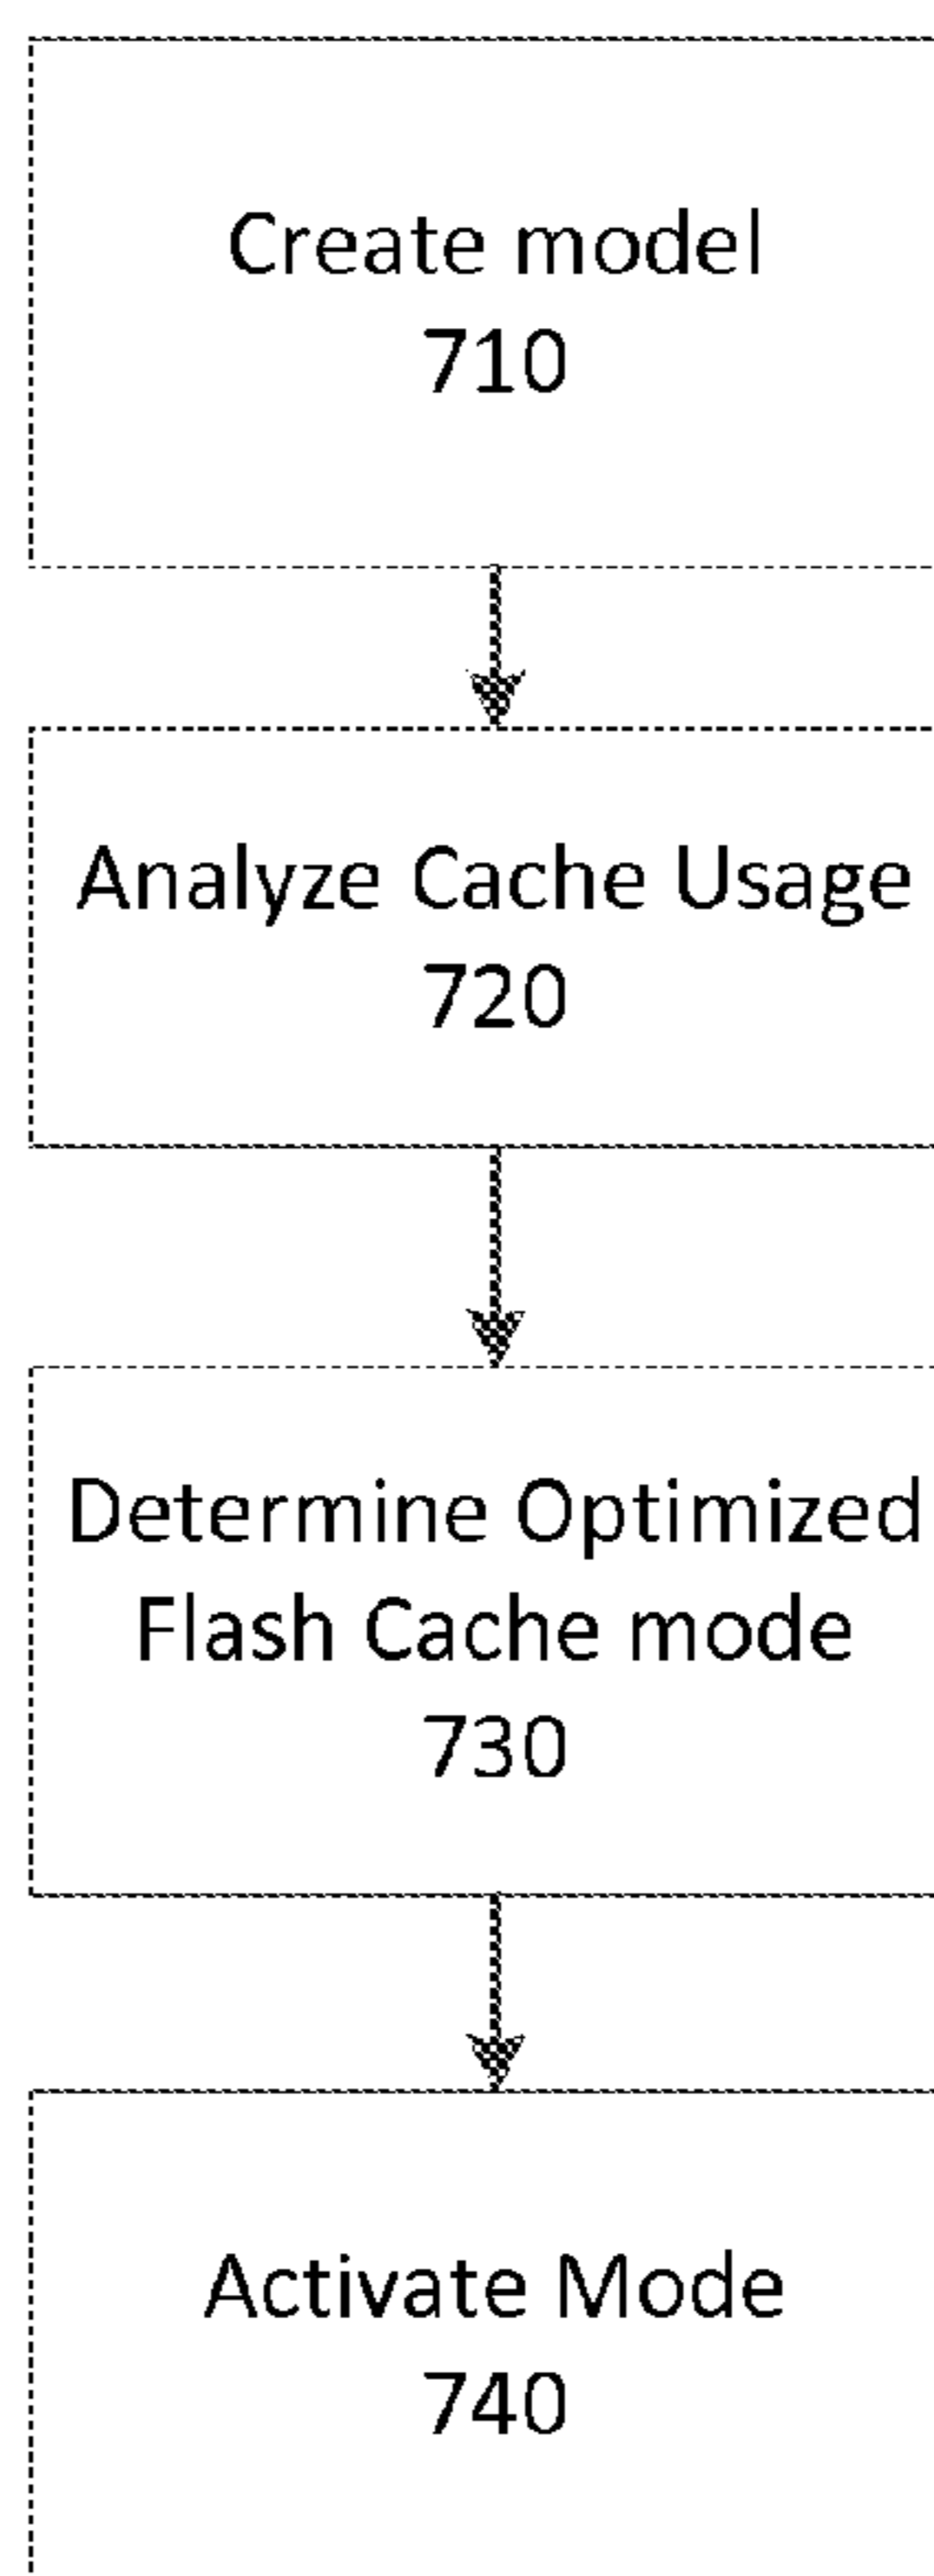 Create model
710
Analyze Cache Usage
720
Determine Optimized
Flash Cache mode
730
Activate Mode
740